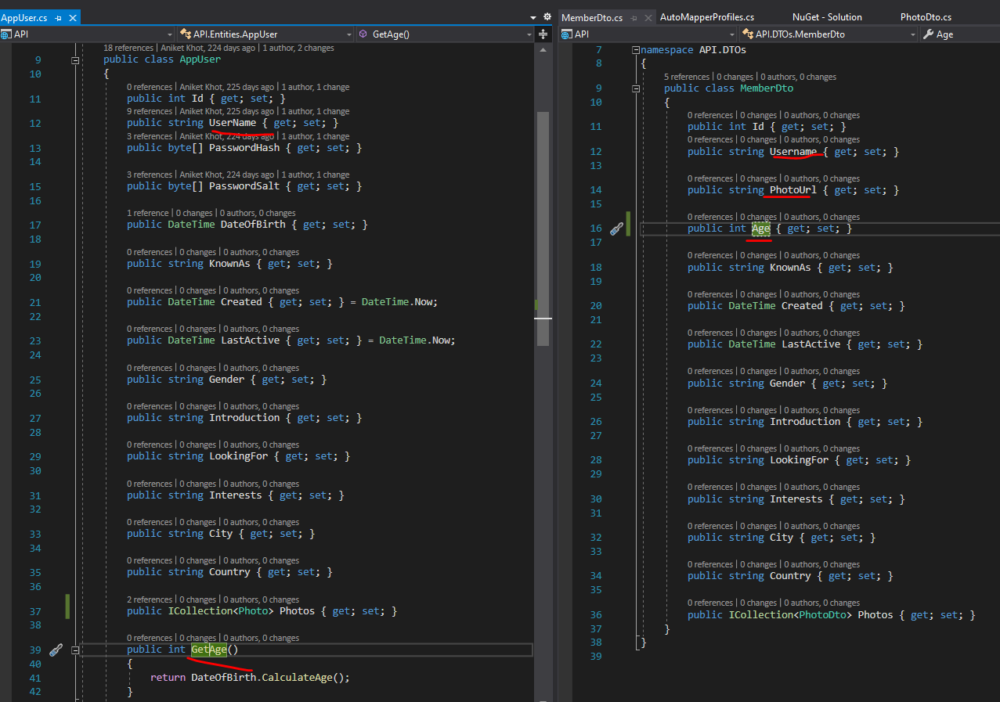 AppUser.cs
API
API.Entities.AppUser
GetAge()
18 references | Aniket Khot, 224 days ago | 1 author, 2 changes
9 public class AppUser
10 {
0 references | Aniket Khot, 225 days ago | 1 author, 1 change
11 public int Id { get; set; }
9 references | Aniket Khot, 225 days ago | 1 author, 1 change
12 public string UserName { get; set; }
3 references | Aniket Khot, 224 days ago | 1 author, 1 change
13 public byte[] PasswordHash { get; set; }
14
3 references | Aniket Khot, 224 days ago | 1 author, 1 change
15 public byte[] PasswordSalt { get; set; }
16
1 reference | 0 changes | 0 authors, 0 changes
17 public DateTime DateOfBirth { get; set; }
18
0 references | 0 changes | 0 authors, 0 changes
19 public string KnownAs { get; set; }
20
0 references | 0 changes | 0 authors, 0 changes
21 public DateTime Created { get; set; } = DateTime.Now;
22
0 references | 0 changes | 0 authors, 0 changes
23 public DateTime LastActive { get; set; } = DateTime.Now;
24
0 references | 0 changes | 0 authors, 0 changes
25 public string Gender { get; set; }
26
0 references | 0 changes | 0 authors, 0 changes
27 public string Introduction { get; set; }
28
0 references | 0 changes | 0 authors, 0 changes
29 public string LookingFor { get; set; }
30
0 references | 0 changes | 0 authors, 0 changes
31 public string Interests { get; set; }
32
0 references | 0 changes | 0 authors, 0 changes
33 public string City { get; set; }
34
0 references | 0 changes | 0 authors, 0 changes
35 public string Country { get; set; }
36
2 references | 0 changes | 0 authors, 0 changes
37 public ICollection<Photo> Photos { get; set; }
38
0 references | 0 changes | 0 authors, 0 changes
39 public int GetAge()
40 {
41 return DateOfBirth.CalculateAge();
42 }
MemberDto.cs
AutoMapperProfiles.cs
NuGet - Solution
PhotoDto.cs
API
API.DTOs.MemberDto
Age
7 namespace API.DTOs
8 {
5 references | 0 changes | 0 authors, 0 changes
9 public class MemberDto
10 {
0 references | 0 changes | 0 authors, 0 changes
11 public int Id { get; set; }
0 references | 0 changes | 0 authors, 0 changes
12 public string Username { get; set; }
13
0 references | 0 changes | 0 authors, 0 changes
14 public string PhotoUrl { get; set; }
15
0 references | 0 changes | 0 authors, 0 changes
16 public int Age { get; set; }
17
0 references | 0 changes | 0 authors, 0 changes
18 public string KnownAs { get; set; }
19
0 references | 0 changes | 0 authors, 0 changes
20 public DateTime Created { get; set; }
21
0 references | 0 changes | 0 authors, 0 changes
22 public DateTime LastActive { get; set; }
23
0 references | 0 changes | 0 authors, 0 changes
24 public string Gender { get; set; }
25
0 references | 0 changes | 0 authors, 0 changes
26 public string Introduction { get; set; }
27
0 references | 0 changes | 0 authors, 0 changes
28 public string LookingFor { get; set; }
29
0 references | 0 changes | 0 authors, 0 changes
30 public string Interests { get; set; }
31
0 references | 0 changes | 0 authors, 0 changes
32 public string City { get; set; }
33
0 references | 0 changes | 0 authors, 0 changes
34 public string Country { get; set; }
35
0 references | 0 changes | 0 authors, 0 changes
36 public ICollection<PhotoDto> Photos { get; set; }
37 }
38 }
39